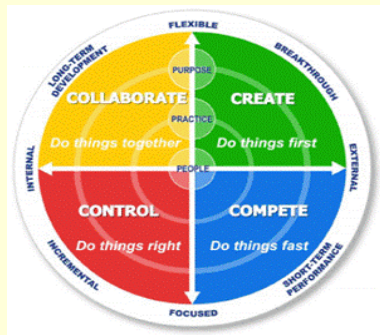 FLEXIBLE
LONG-TERM
DEVELOPMENT
BREAKTHROUGH
PURPOSE
COLLABORATE
CREATE
PRACTICE
Do things together
Do things first
INTERNAL
PEOPLE
EXTERNAL
CONTROL
COMPETE
Do things right
Do things fast
INCREMENTAL
SHORT-TERM
PERFORMANCE
FOCUSED